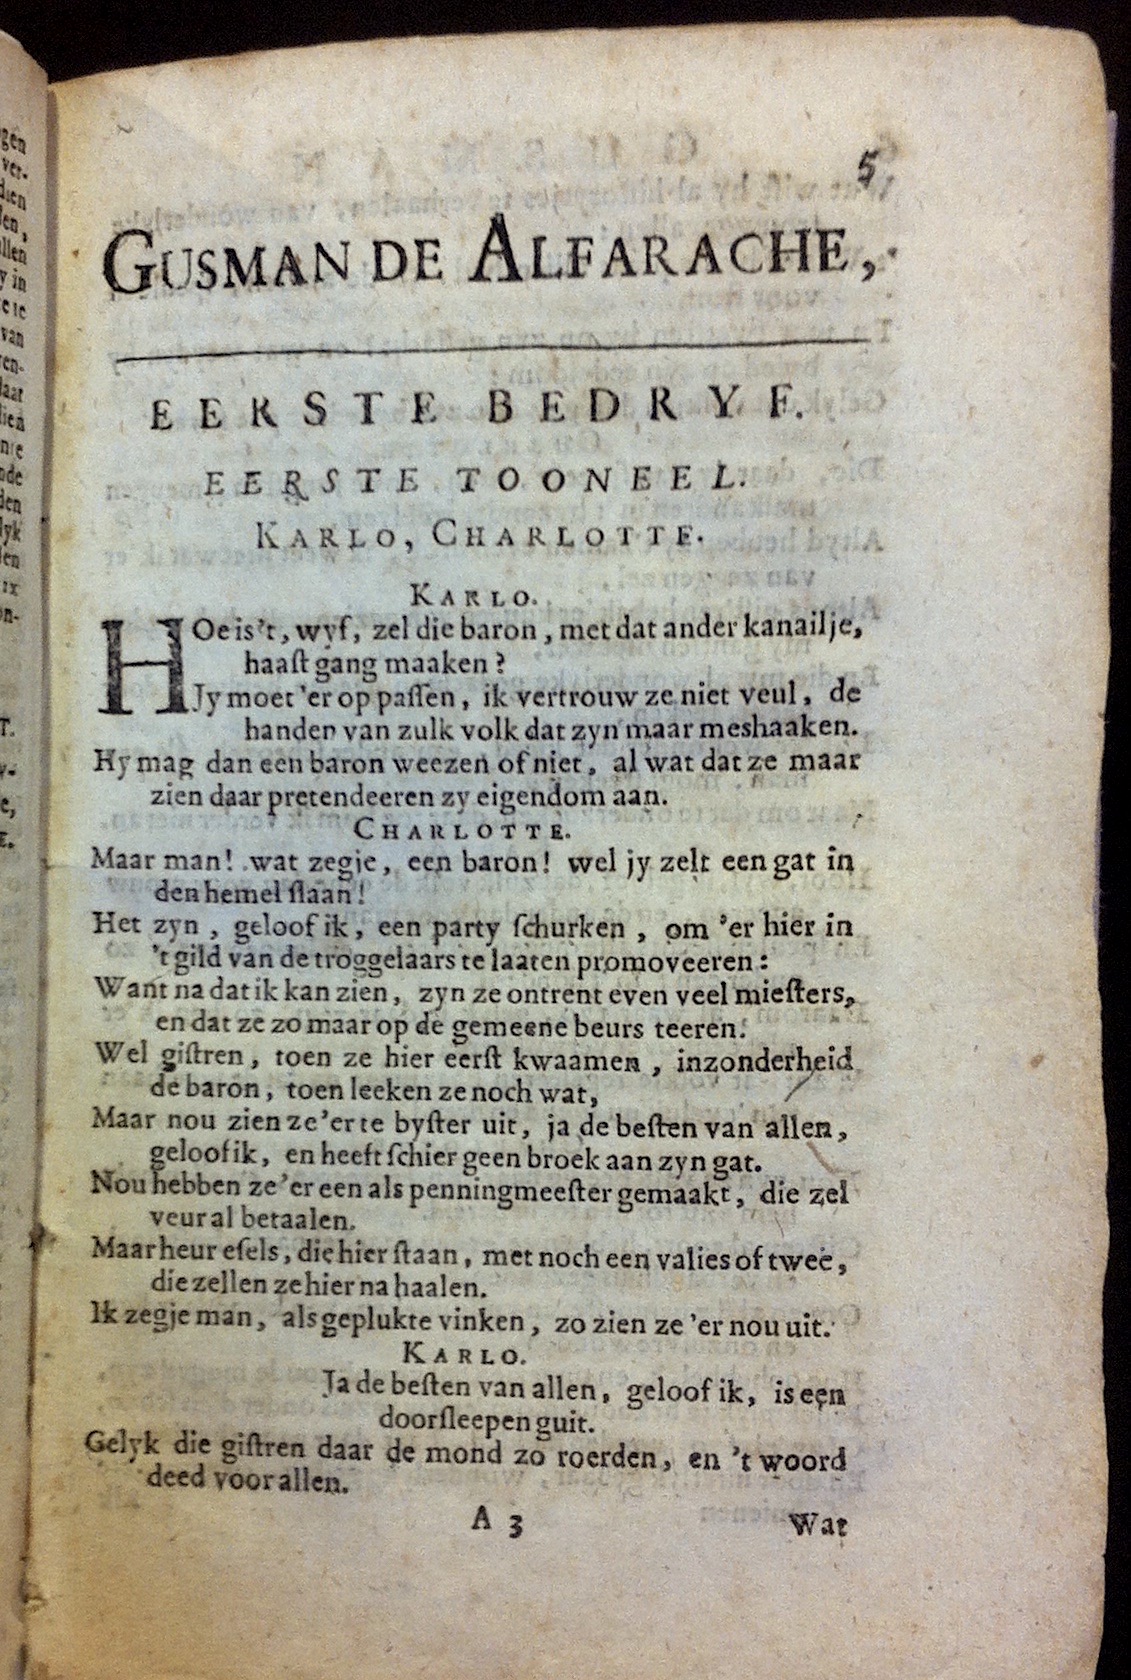 5
GUSMAN DE ALFARACHE,
EERSTE BEDRYF.
EERSTE TOONEEL.
KARLO, CHARLOTTE.
KARLO.
HOe is't, wyf, zel die baron, met dat ander kanailje,
haaſt gang maaken?
Jy moet 'er op paſſen, ik vertrouw ze niet veul, de
handen van zulk volk dat zyn maar meshaaken.
Hy mag dan een baron weezen of niet, al wat dat ze maar
zien daar pretendeeren zy eigendom aan.
CHARLOTTE.
Maar man! wat zegje, een baron! wel jy zelt een gat in
den hemel ſlaan!
Het zyn, geloof ik, een party ſchurken, om 'er hier in
't gild van de troggelaars te laaten promoveeren:
Want na dat ik kan zien, zyn ze ontrent even veel mieſters,
en dat ze zo maar op de gemeene beurs teeren.
Wel giſtren, toen ze hier eerſt kwaamen, inzonderheid
de baron, toen leeken ze noch wat,
Maar nou zien ze 'er te byſter uit, ja de beſten van allen,
geloof ik, en heeft ſchier geen broek aan zyn gat.
Nou hebben ze 'er een als penningmeeſter gemaakt, die zel
veur al betaalen.
Maar heur eſels, die hier ſtaan, met noch een valies of twee,
die zellen ze hier na haalen.
Ik zegje man, als geplukte vinken, zo zien ze 'er nou uit.
KARLO.
Ja de beſten van allen, geloof ik, is een
doorſleepen guit.
Gelyk die giſtren daar de mond zo roerden, en 't woord
deed voor allen.
A 3 Wat